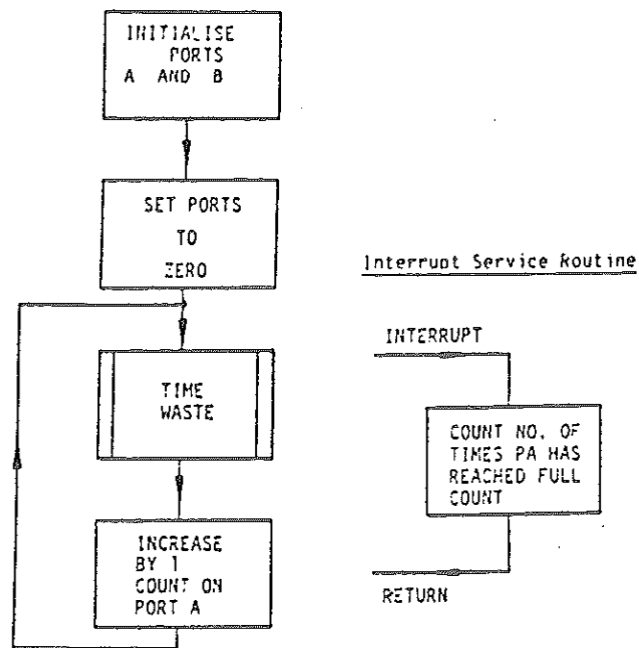 INITIALISE
PORTS
A AND B
SET PORTS
TO
ZERO
TIME
WASTE
INCREASE
BY 1
COUNT ON
PORT A
Interrupt Service Routine
INTERRUPT
COUNT NO. OF
TIMES PA HAS
REACHED FULL
COUNT
RETURN